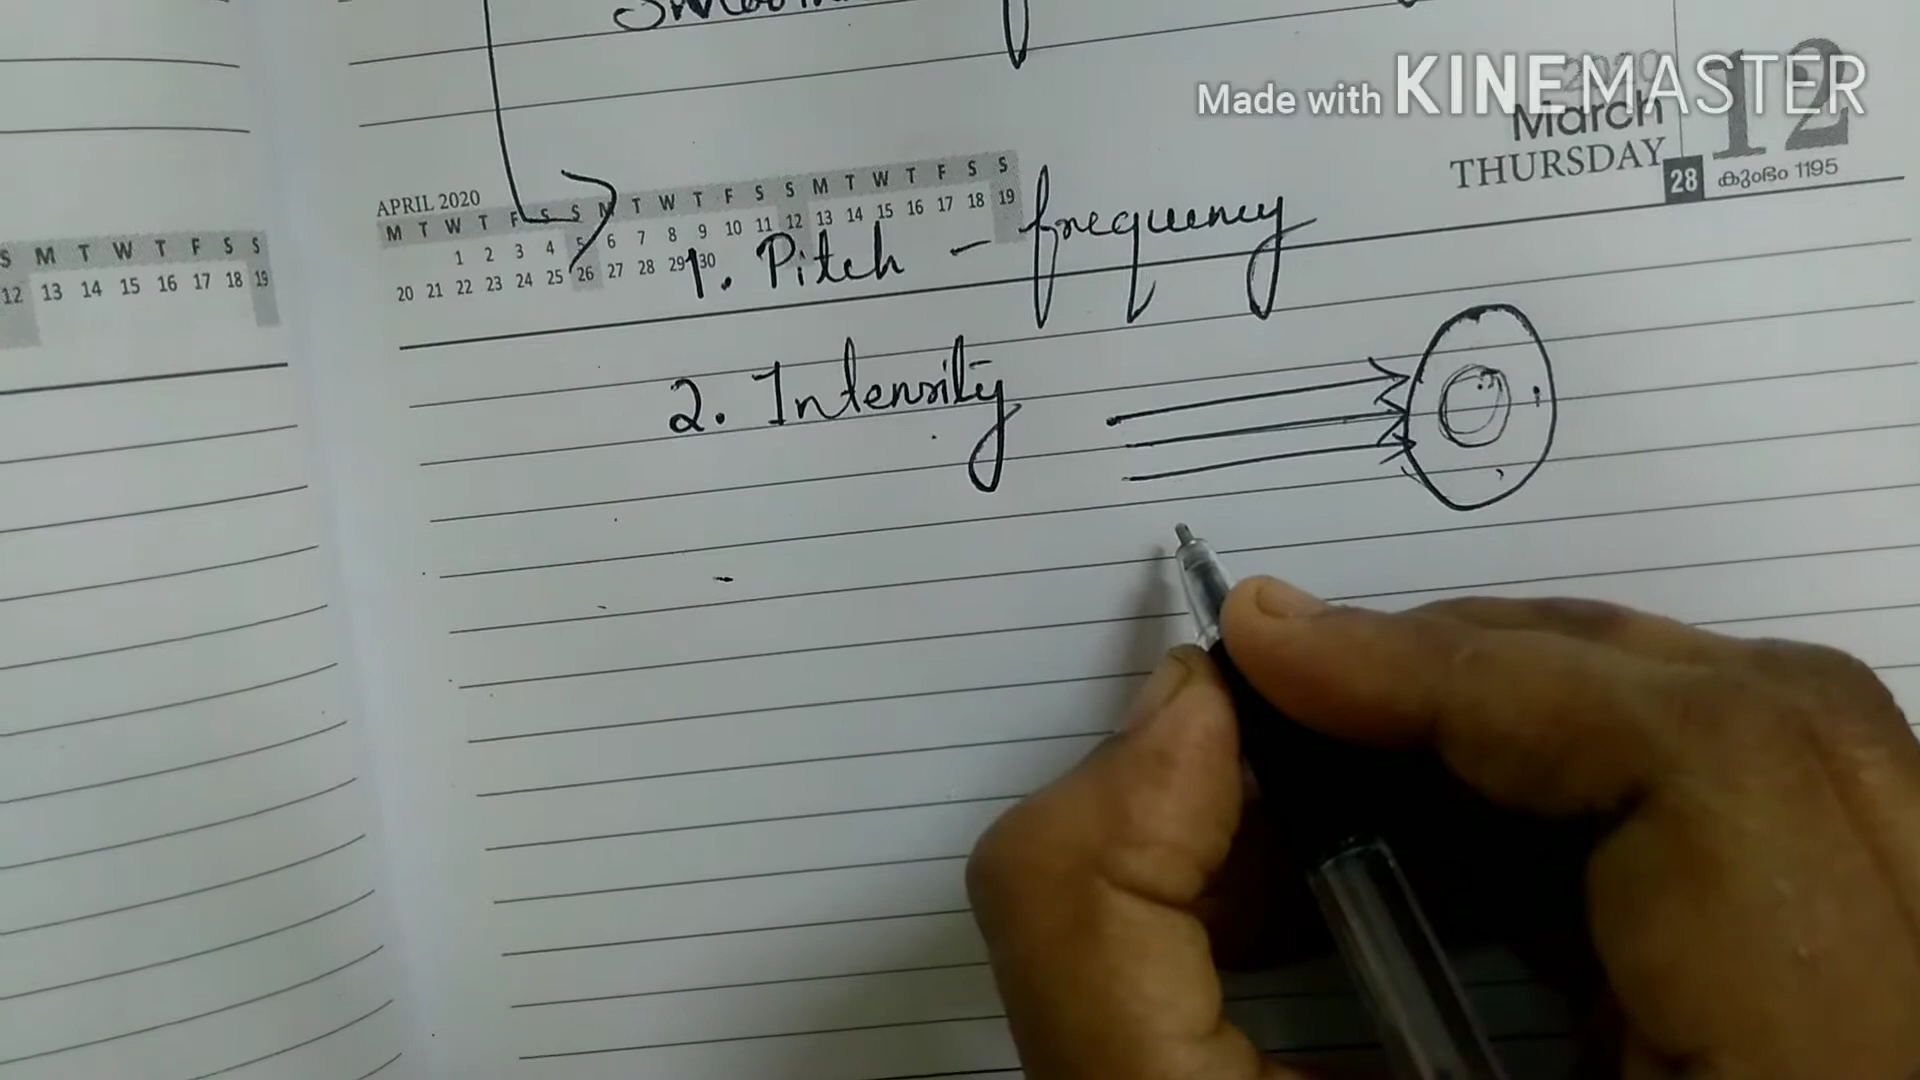 Made with KINEMASTER
2020
March
THURSDAY
12
28 കുംഭം 1195
APRIL 2020
M T W T F S S M T W T F S S M T W T F S S
1 2 3 4 5 6 7 8 9 10 11 12 13 14 15 16 17 18 19
20 21 22 23 24 25 26 27 28 29 30
S M T W T F S S
12 13 14 15 16 17 18 19
1. Pitch - frequency
2. Intensity